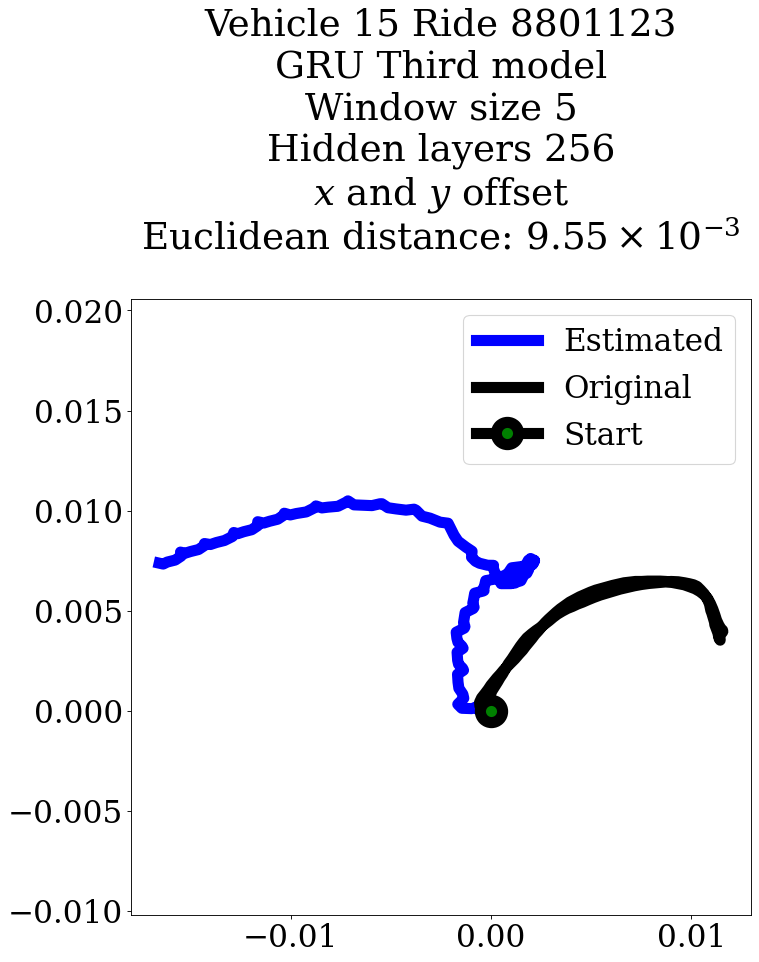 Vehicle 15 Ride 8801123
GRU Third model
Window size 5
Hidden layers 256
x and y offset
Euclidean distance: 9.55 × 10⁻³
Estimated
Original
Start
0.020
0.015
0.010
0.005
0.000
−0.005
−0.010
−0.01 0.00 0.01